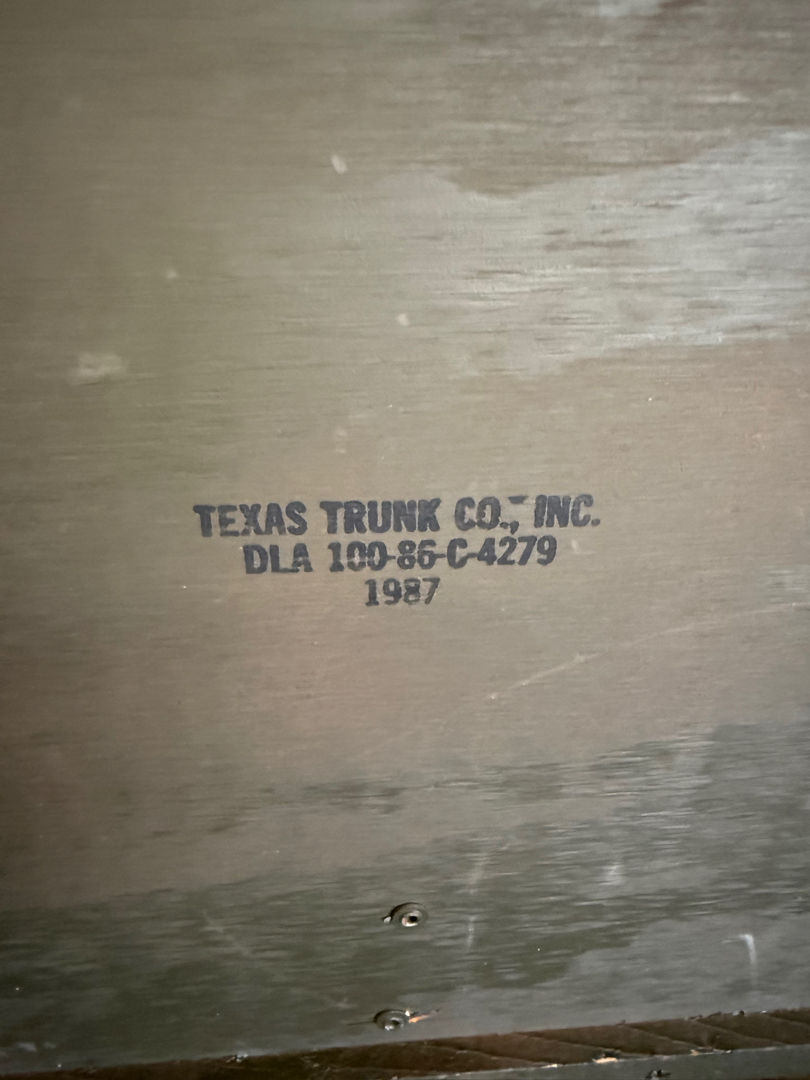 TEXAS TRUNK CO., INC.
DLA 100-86-C-4279
1987